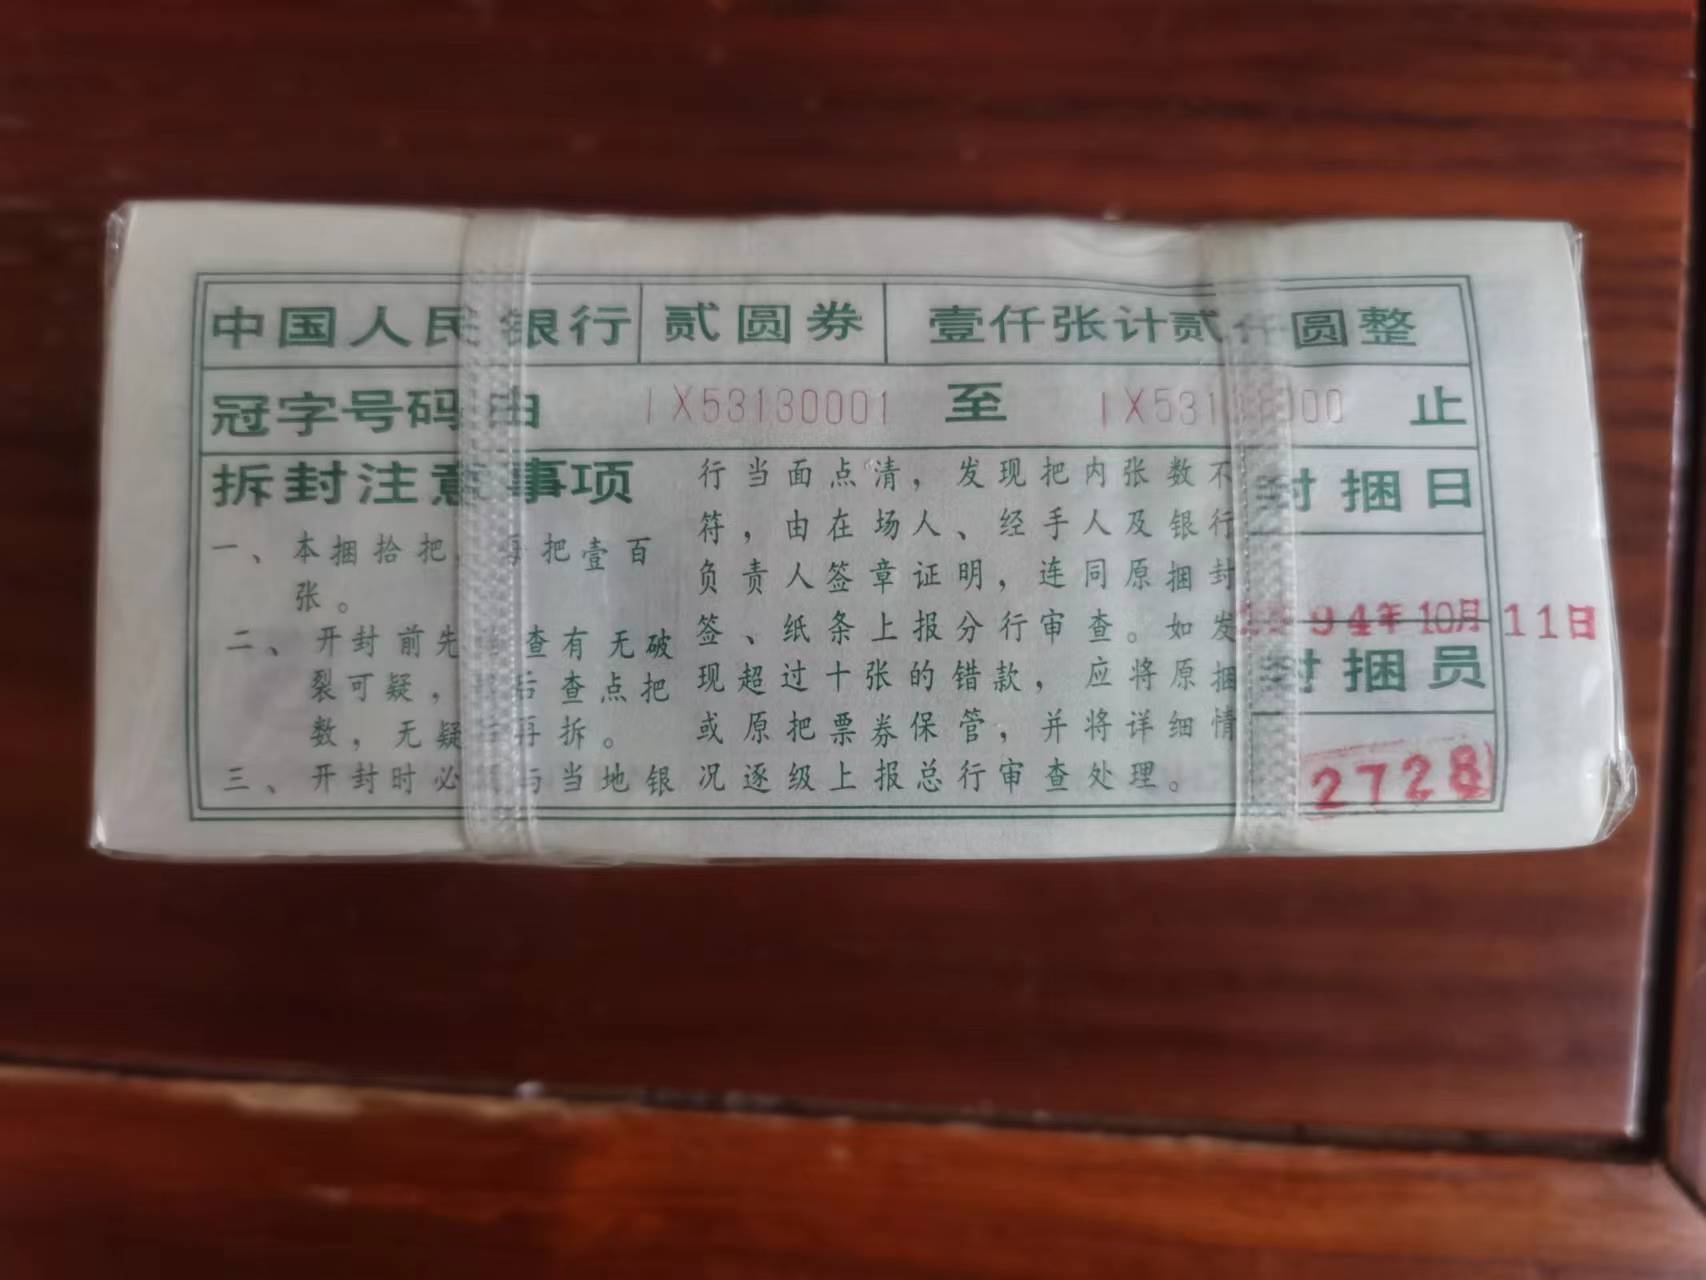 中国人民银行 贰圆券 壹仟张计贰仟圆整
冠字号码由 IX53130001 至 IX531 000 止
拆封注意事项
一、本捆拾把，每把壹百
张。
二、开封前先 查有无破
裂可疑， 后查点把
数，无疑 再拆。
三、开封时必 与当地银
行当面点清，发现把内张数不
符，由在场人、经手人及银行
负责人签章证明，连同原捆封
签、纸条上报分行审查。如发
现超过十张的错款，应将原捆
或原把票券保管，并将详细情
况逐级上报总行审查处理。
封捆日
1994年10月11日
封捆员
2728